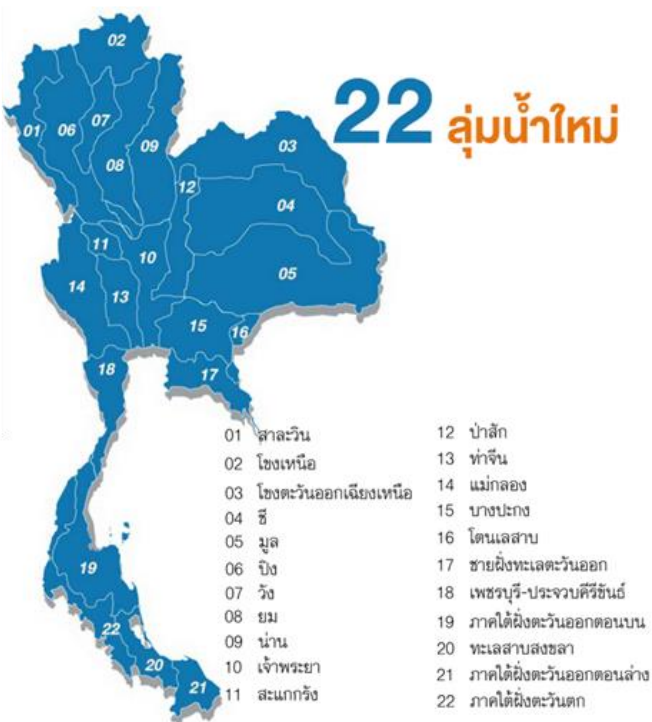 22 ลุ่มน้ำใหม่
02
01
06
07
08
09
03
12
04
11
10
14
13
05
15
16
18
17
19
22
20
21
01 สาละวิน
02 โขงเหนือ
03 โขงตะวันออกเฉียงเหนือ
04 ชี
05 มูล
06 ปิง
07 วัง
08 ยม
09 น่าน
10 เจ้าพระยา
11 สะแกกรัง
12 ป่าสัก
13 ท่าจีน
14 แม่กลอง
15 บางปะกง
16 โตนเลสาบ
17 ชายฝั่งทะเลตะวันออก
18 เพชรบุรี-ประจวบคีรีขันธ์
19 ภาคใต้ฝั่งตะวันออกตอนบน
20 ทะเลสาบสงขลา
21 ภาคใต้ฝั่งตะวันออกตอนล่าง
22 ภาคใต้ฝั่งตะวันตก